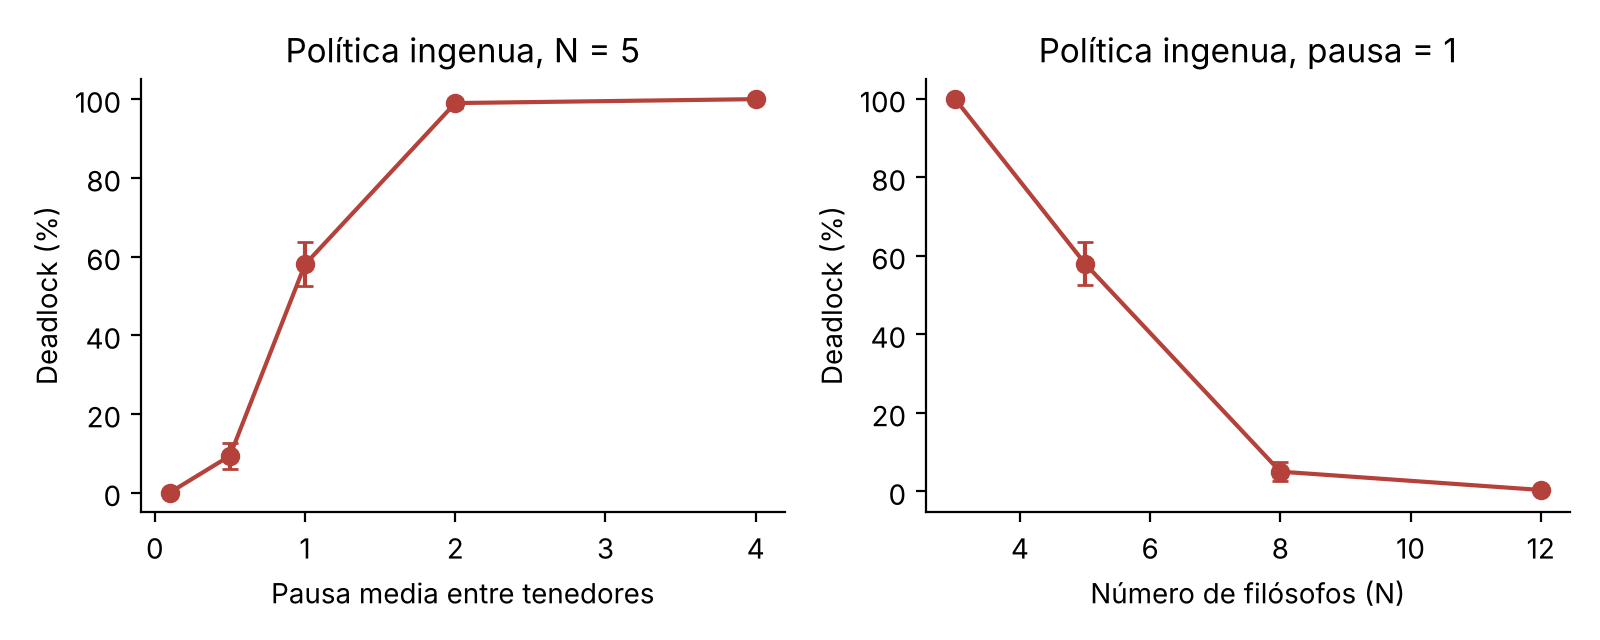 Política ingenua, N = 5
100
80
60
40
20
0
Deadlock (%)
0 1 2 3 4
Pausa media entre tenedores
Política ingenua, pausa = 1
100
80
60
40
20
0
Deadlock (%)
4 6 8 10 12
Número de filósofos (N)